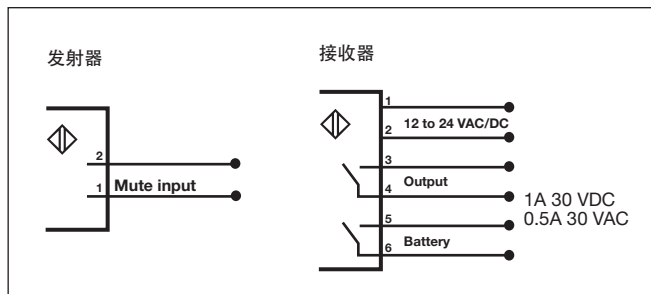 发射器
2
1 Mute input
接收器
1
12 to 24 VAC/DC
2
3
Output
4
1A 30 VDC
0.5A 30 VAC
5
Battery
6